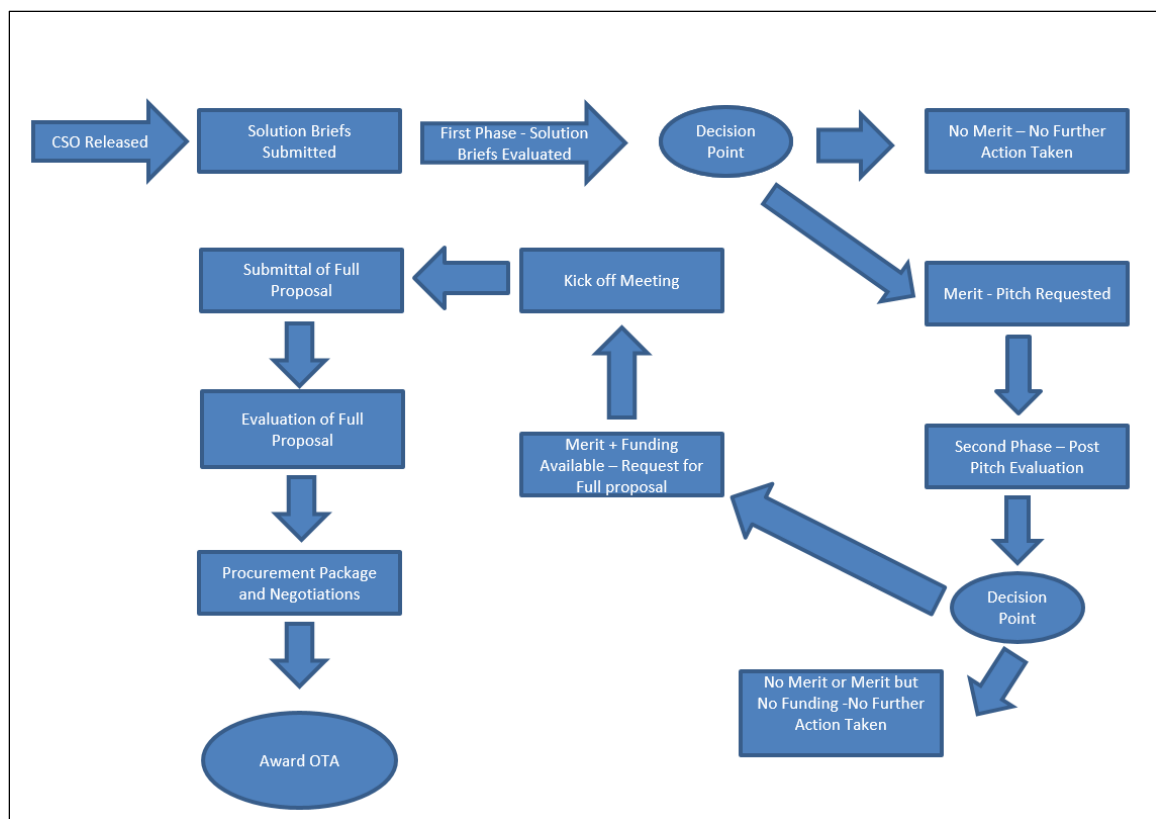 CSO Released
Solution Briefs
Submitted
First Phase - Solution
Briefs Evaluated
Decision
Point
No Merit – No Further
Action Taken
Merit - Pitch Requested
Second Phase – Post
Pitch Evaluation
Decision
Point
No Merit or Merit but
No Funding -No Further
Action Taken
Merit + Funding
Available – Request for
Full proposal
Kick off Meeting
Submittal of Full
Proposal
Evaluation of Full
Proposal
Procurement Package
and Negotiations
Award OTA